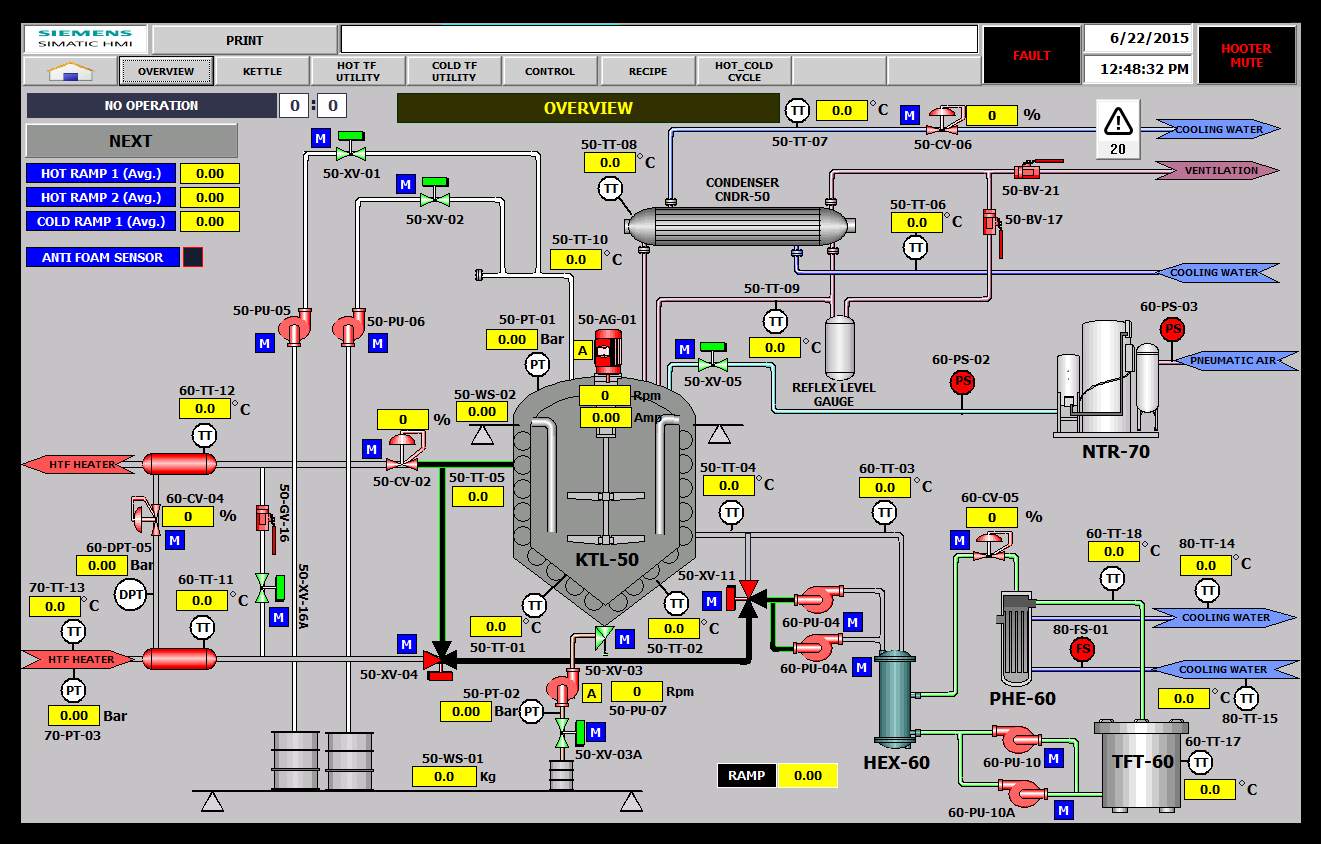 SIEMENS
SIMATIC HMI
PRINT
FAULT
6/22/2015
12:48:32 PM
HOOTER
MUTE
OVERVIEW
KETTLE
HOT TF
UTILITY
COLD TF
UTILITY
CONTROL
RECIPE
HOT_COLD
CYCLE
NO OPERATION
0 : 0
OVERVIEW
NEXT
HOT RAMP 1 (Avg.) 0.00
HOT RAMP 2 (Avg.) 0.00
COLD RAMP 1 (Avg.) 0.00
ANTI FOAM SENSOR
M
50-XV-01
M
50-XV-02
TT
0.0 °C
50-TT-07
M
0 %
50-CV-06
20
COOLING WATER
VENTILATION
50-BV-21
50-TT-08
0.0 °C
TT
CONDENSER
CNDR-50
50-TT-06
0.0 °C
TT
50-BV-17
50-TT-10
0.0 °C
COOLING WATER
50-TT-09
TT
0.0 °C
REFLEX LEVEL
GAUGE
50-PU-05
M
50-PU-06
M
50-PT-01
0.00 Bar
PT
50-AG-01
A
0 Rpm
0.00 Amp
M
50-XV-05
60-PS-02
PS
60-PS-03
PS
PNEUMATIC AIR
NTR-70
60-TT-12
0.0 °C
TT
0 %
M
50-CV-02
50-WS-02
0.00
HTF HEATER
50-TT-05
0.0
KTL-50
50-TT-04
0.0 °C
TT
60-TT-03
0.0 °C
TT
60-CV-04
0 %
M
50-GV-16
60-DPT-05
0.00 Bar
DPT
60-TT-11
0.0 °C
TT
M
50-XV-16A
70-TT-13
0.0 °C
TT
HTF HEATER
PT
0.00 Bar
70-PT-03
60-CV-05
0 %
M
60-TT-18
0.0 °C
TT
80-TT-14
0.0 °C
TT
COOLING WATER
80-FS-01
FS
COOLING WATER
PHE-60
0.0 °C
TT
80-TT-15
50-XV-11
M
60-PU-04
M
60-PU-04A
M
TT
0.0 °C
50-TT-01
TT
0.0 °C
50-TT-02
M
M
50-XV-04
50-XV-03
A
0 Rpm
50-PU-07
50-PT-02
0.00 Bar
PT
M
50-XV-03A
50-WS-01
0.0 Kg
RAMP 0.00
HEX-60
60-PU-10
M
60-PU-10A
M
TFT-60
60-TT-17
TT
0.0 °C